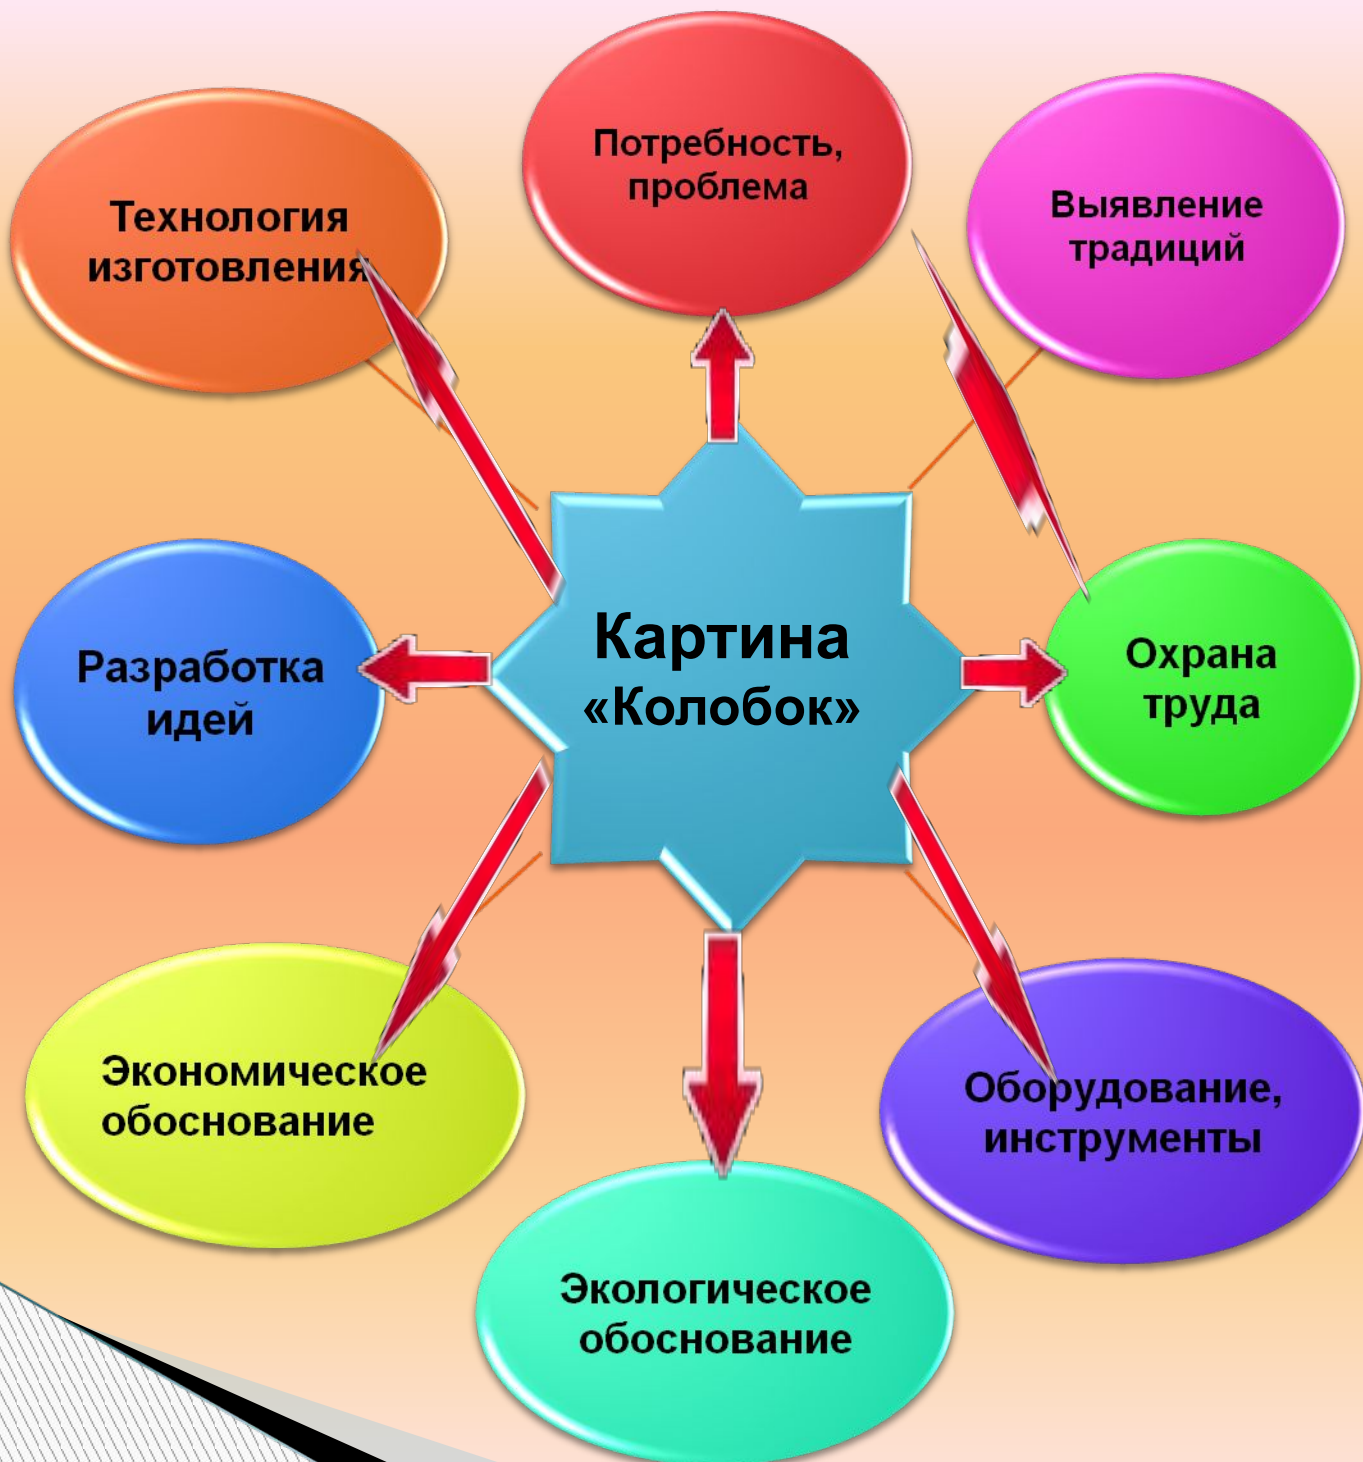 Потребность,
проблема
Выявление
традиций
Технология
изготовления
Картина
«Колобок»
Разработка
идей
Охрана
труда
Экономическое
обоснование
Оборудование,
инструменты
Экологическое
обоснование